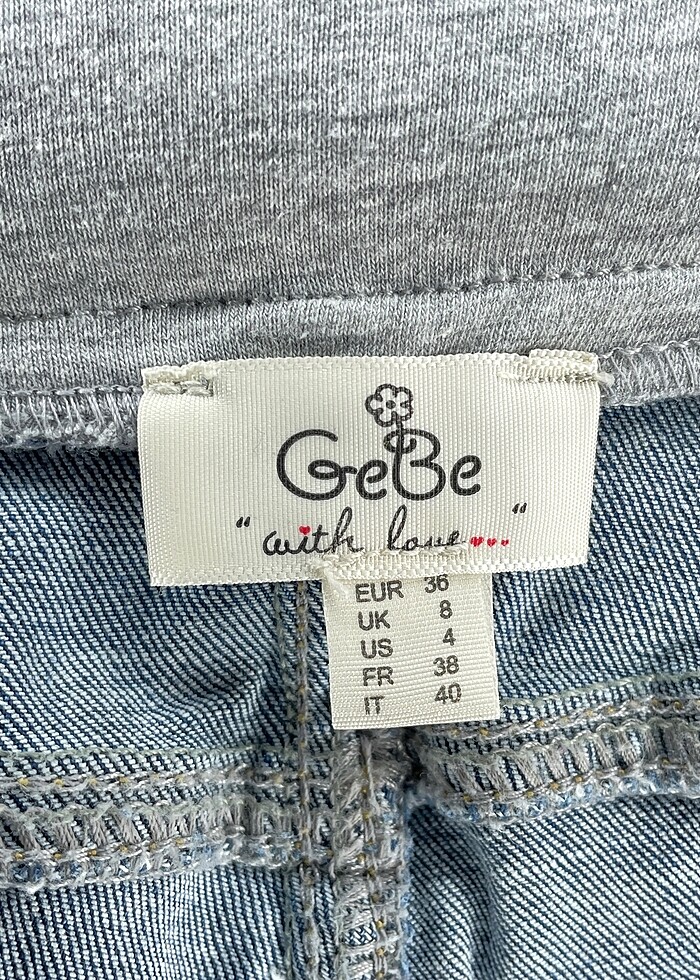 GeBe
"with love..."
EUR 36
UK 8
US 4
FR 38
IT 40